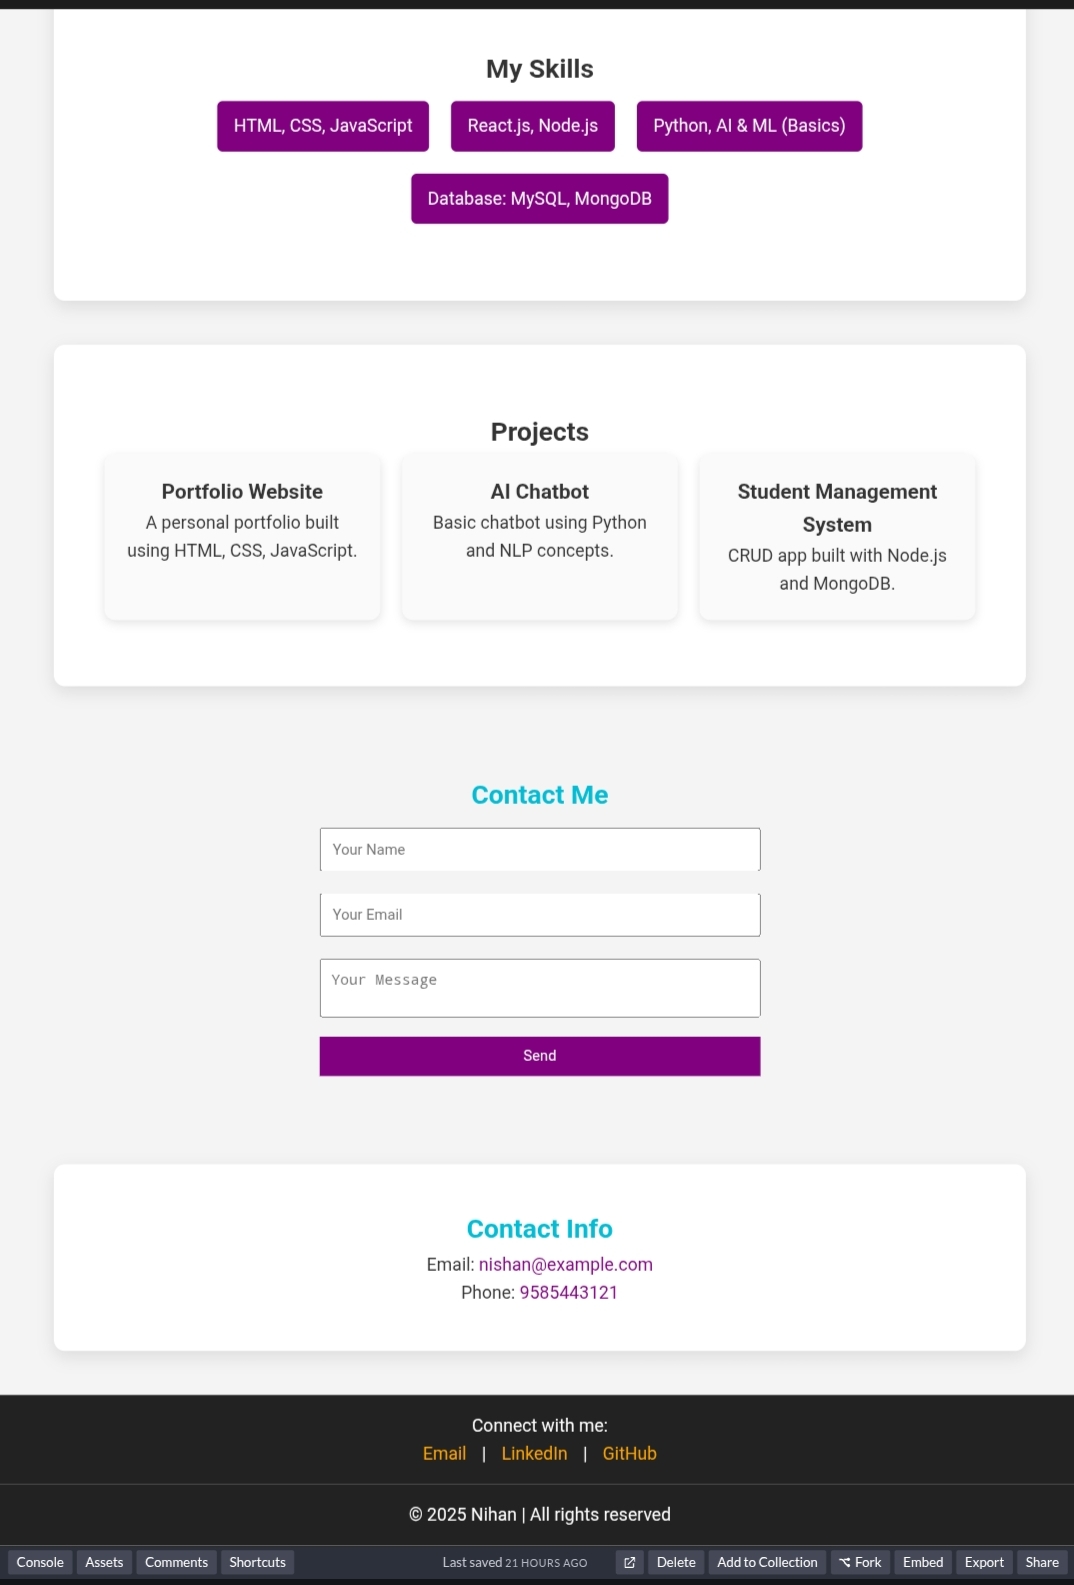 My Skills
HTML, CSS, JavaScript
React.js, Node.js
Python, AI & ML (Basics)
Database: MySQL, MongoDB
Projects
Portfolio Website
A personal portfolio built
using HTML, CSS, JavaScript.
AI Chatbot
Basic chatbot using Python
and NLP concepts.
Student Management
System
CRUD app built with Node.js
and MongoDB.
Contact Me
Your Name
Your Email
Your Message
Send
Contact Info
Email: nishan@example.com
Phone: 9585443121
Connect with me:
Email | LinkedIn | GitHub
© 2025 Nihan | All rights reserved
Console Assets Comments Shortcuts Last saved 21 HOURS AGO Delete Add to Collection Fork Embed Export Share